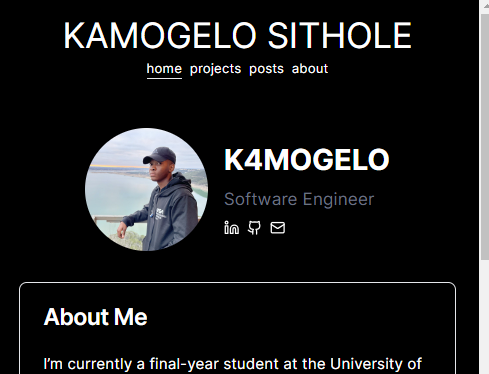 KAMOGELO SITHOLE
home projects posts about
K4MOGELO
Software Engineer
About Me
I'm currently a final-year student at the University of